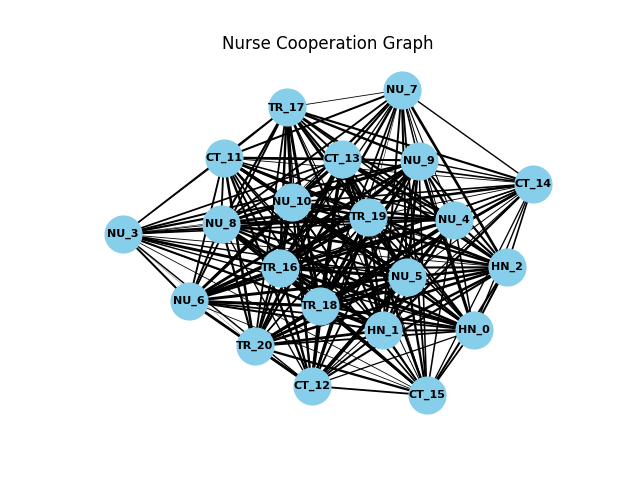 Nurse Cooperation Graph
NU_7
TR_17
CT_11
CT_13
NU_9
CT_14
NU_10
TR_19
NU_4
NU_8
NU_3
TR_16
HN_2
NU_5
NU_6
TR_18
HN_1
HN_0
TR_20
CT_12
CT_15